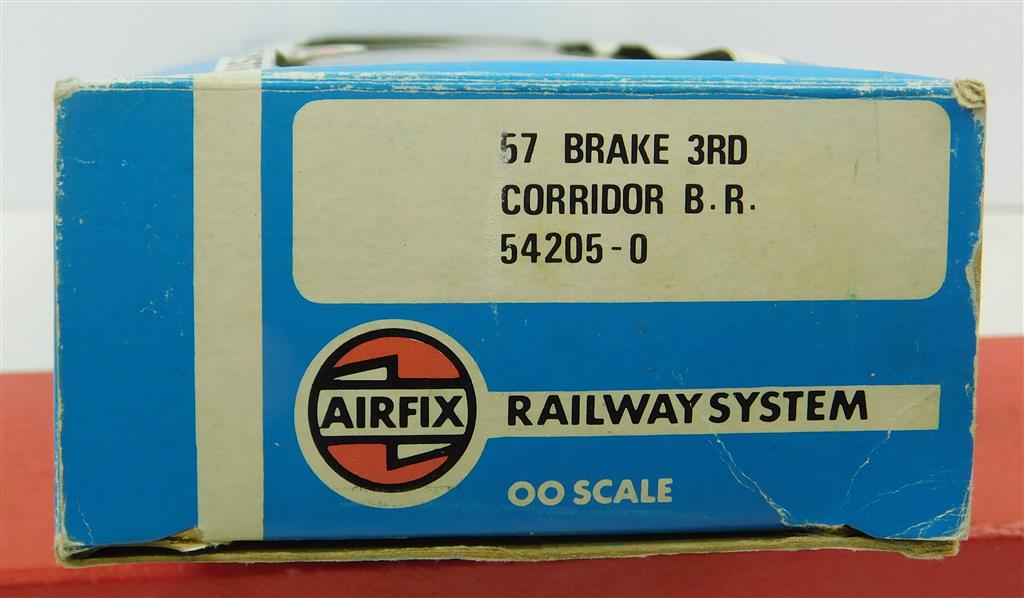 57 BRAKE 3RD
CORRIDOR B.R.
54205-0
AIRFIX RAILWAY SYSTEM
OO SCALE